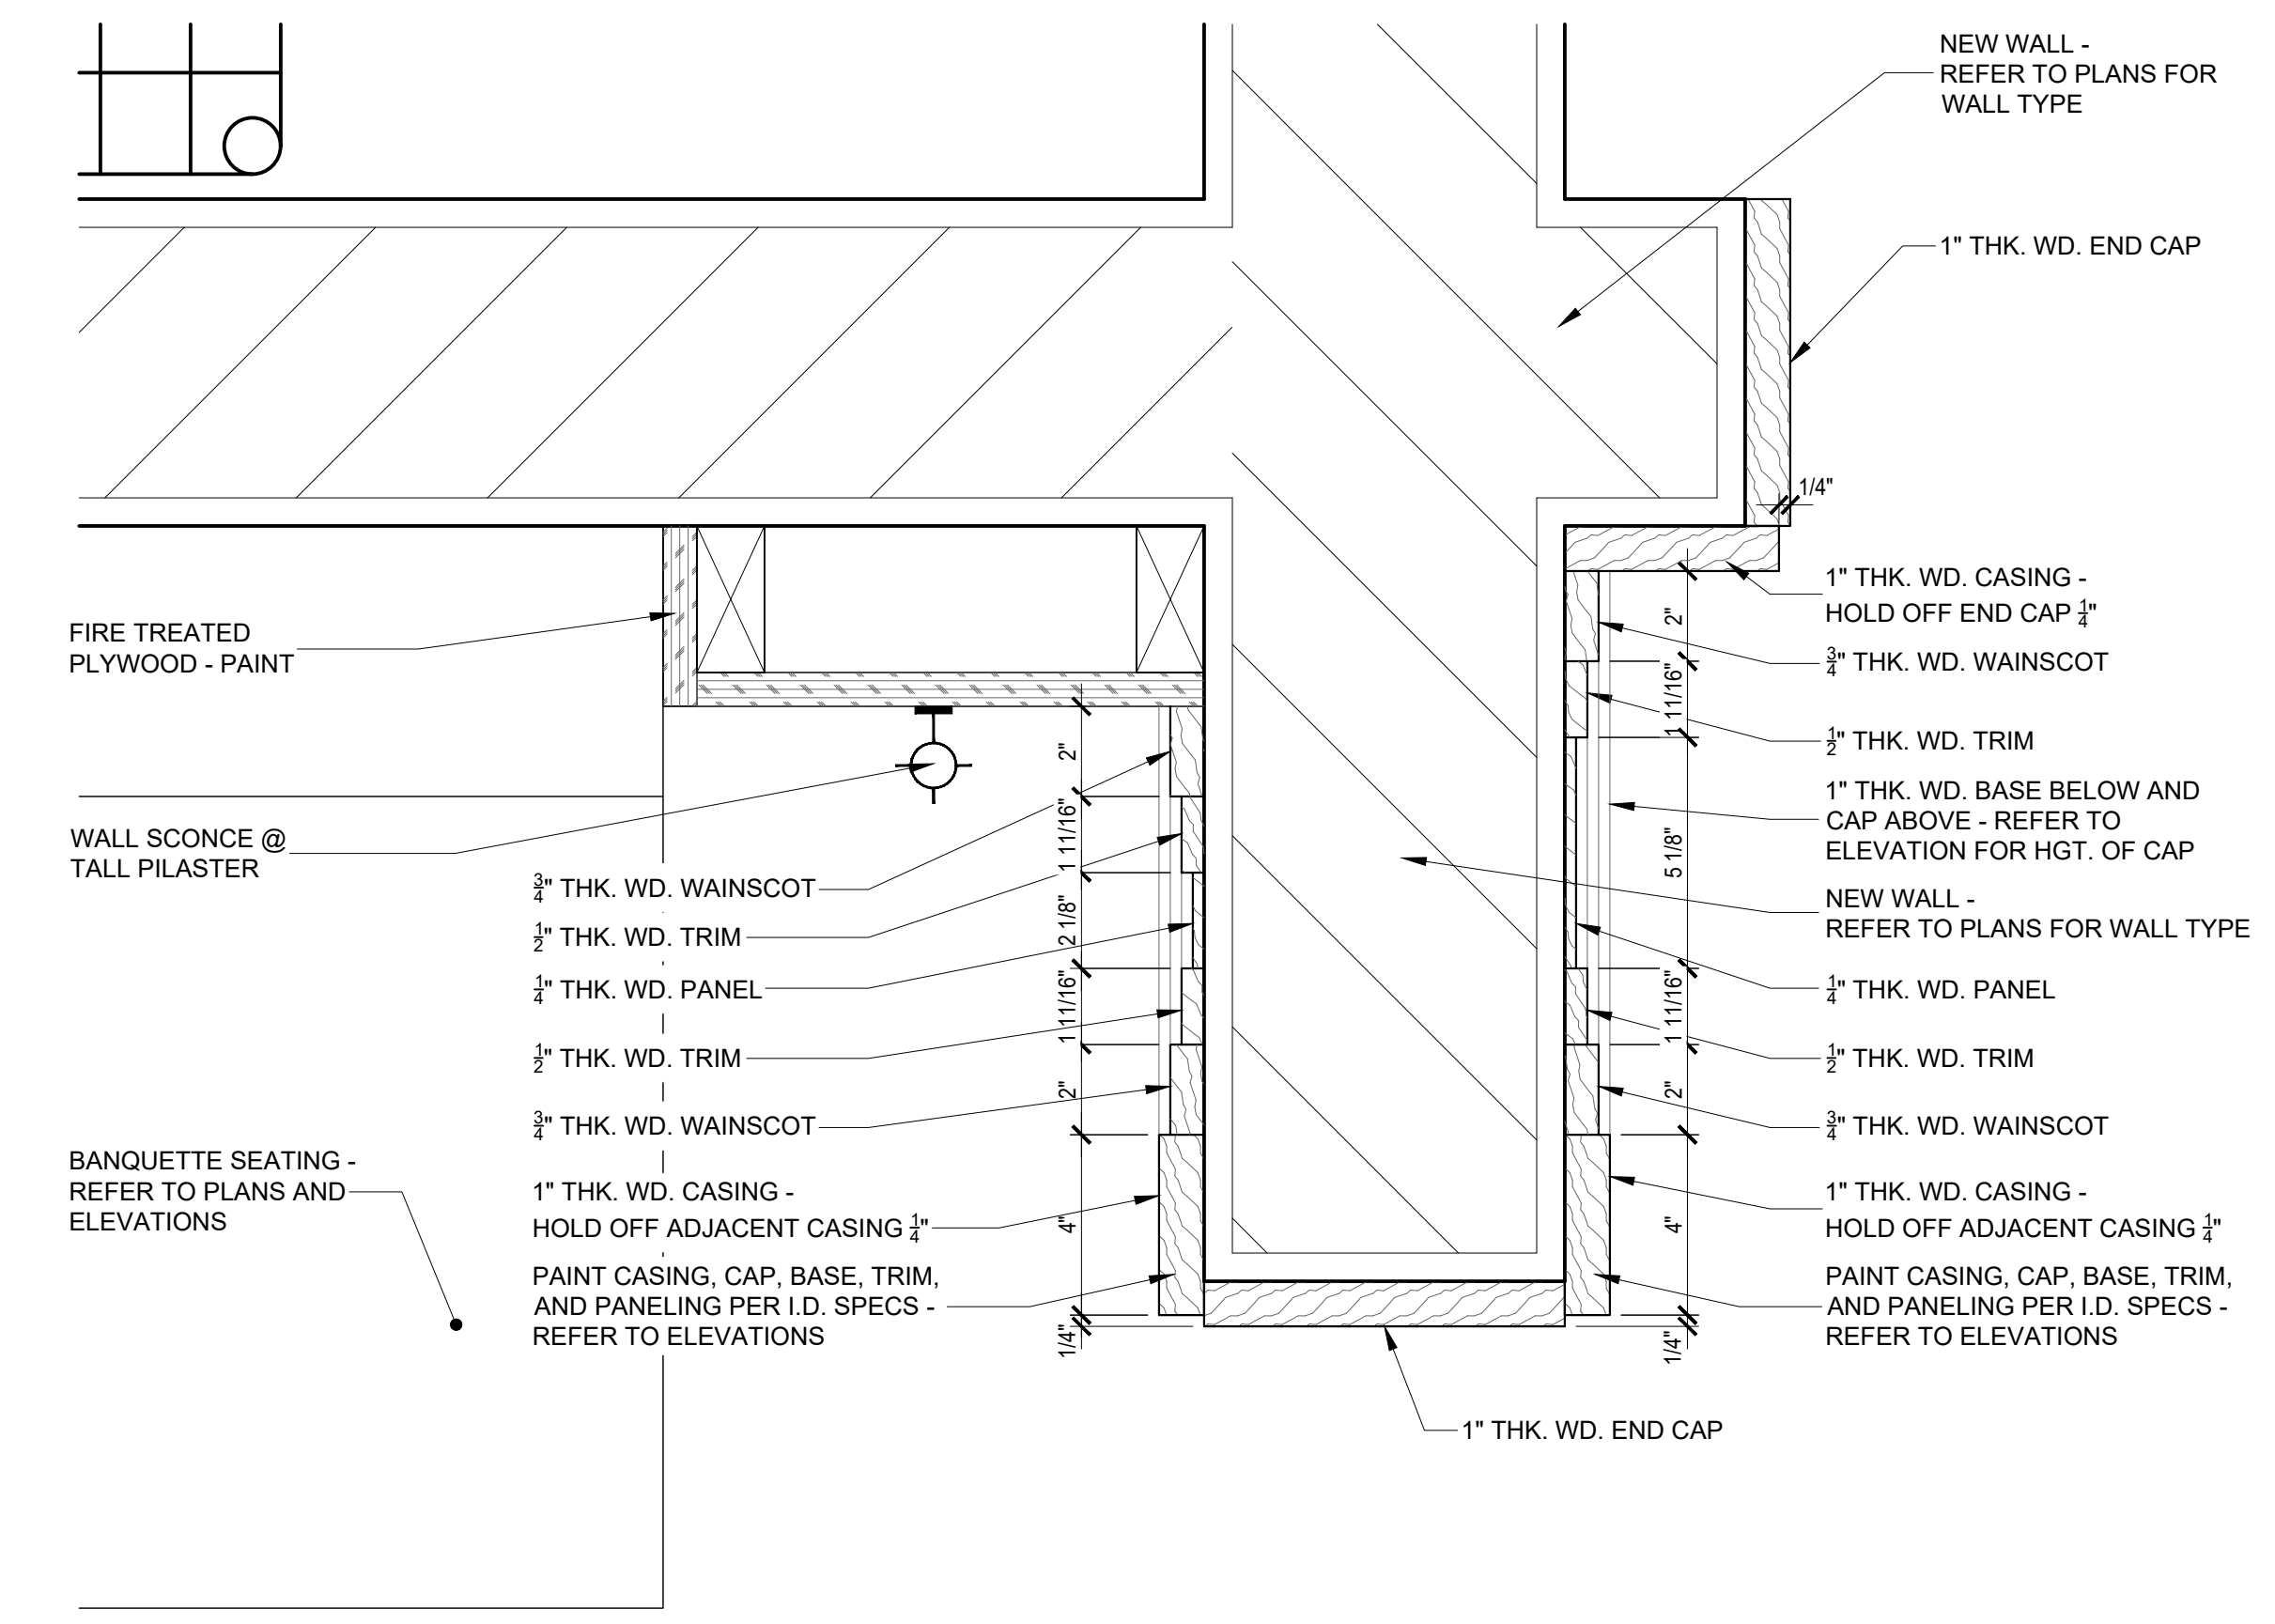 NEW WALL -
REFER TO PLANS FOR
WALL TYPE
1" THK. WD. END CAP
1/4"
1" THK. WD. CASING -
HOLD OFF END CAP 1/4"
3/4" THK. WD. WAINSCOT
1/2" THK. WD. TRIM
1" THK. WD. BASE BELOW AND
CAP ABOVE - REFER TO
ELEVATION FOR HGT. OF CAP
NEW WALL -
REFER TO PLANS FOR WALL TYPE
1/4" THK. WD. PANEL
1/2" THK. WD. TRIM
3/4" THK. WD. WAINSCOT
1" THK. WD. CASING -
HOLD OFF ADJACENT CASING 1/4"
PAINT CASING, CAP, BASE, TRIM,
AND PANELING PER I.D. SPECS -
REFER TO ELEVATIONS
2"
1 11/16"
5 1/8"
1 11/16"
2"
4"
1/4"
FIRE TREATED
PLYWOOD - PAINT
WALL SCONCE @
TALL PILASTER
BANQUETTE SEATING -
REFER TO PLANS AND
ELEVATIONS
3/4" THK. WD. WAINSCOT
1/2" THK. WD. TRIM
1/4" THK. WD. PANEL
1/2" THK. WD. TRIM
3/4" THK. WD. WAINSCOT
1" THK. WD. CASING -
HOLD OFF ADJACENT CASING 1/4"
PAINT CASING, CAP, BASE, TRIM,
AND PANELING PER I.D. SPECS -
REFER TO ELEVATIONS
2"
1 11/16"
2 1/8"
1 11/16"
2"
4"
1/4"
1" THK. WD. END CAP